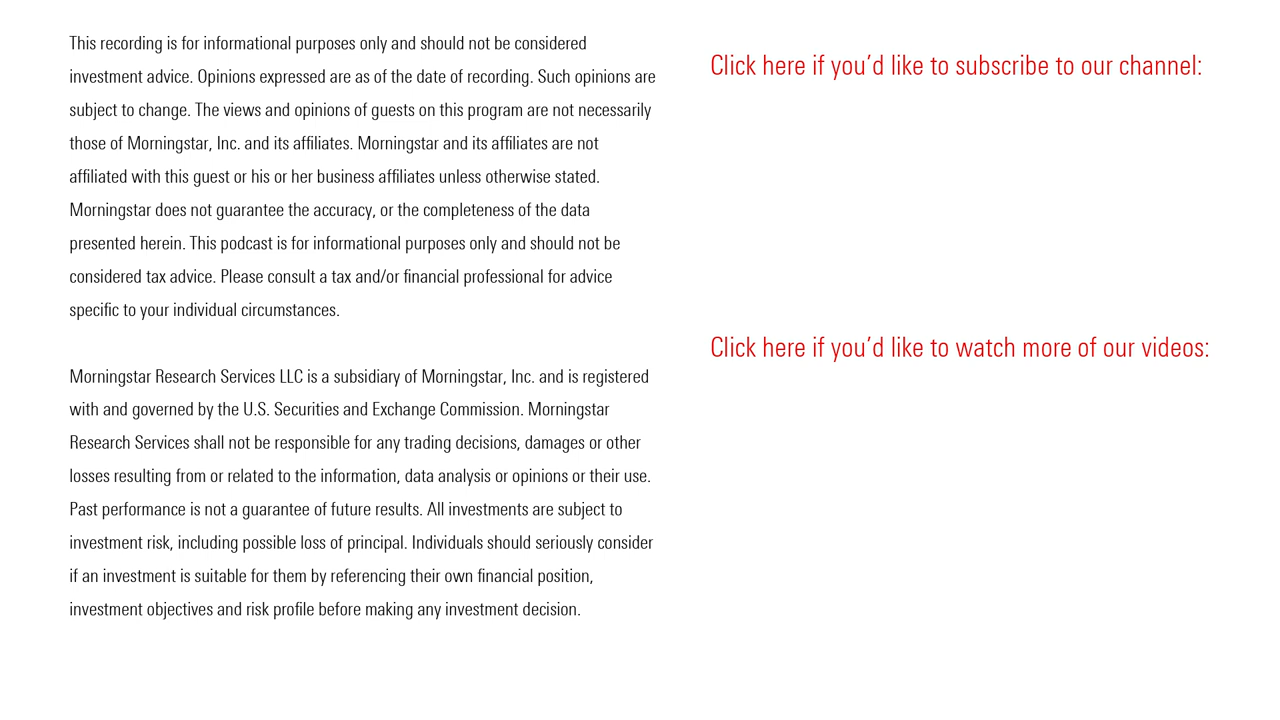 This recording is for informational purposes only and should not be considered
investment advice. Opinions expressed are as of the date of recording. Such opinions are
subject to change. The views and opinions of guests on this program are not necessarily
those of Morningstar, Inc. and its affiliates. Morningstar and its affiliates are not
affiliated with this guest or his or her business affiliates unless otherwise stated.
Morningstar does not guarantee the accuracy, or the completeness of the data
presented herein. This podcast is for informational purposes only and should not be
considered tax advice. Please consult a tax and/or financial professional for advice
specific to your individual circumstances.
Morningstar Research Services LLC is a subsidiary of Morningstar, Inc. and is registered
with and governed by the U.S. Securities and Exchange Commission. Morningstar
Research Services shall not be responsible for any trading decisions, damages or other
losses resulting from or related to the information, data analysis or opinions or their use.
Past performance is not a guarantee of future results. All investments are subject to
investment risk, including possible loss of principal. Individuals should seriously consider
if an investment is suitable for them by referencing their own financial position,
investment objectives and risk profile before making any investment decision.
Click here if you’d like to subscribe to our channel:
Click here if you’d like to watch more of our videos: